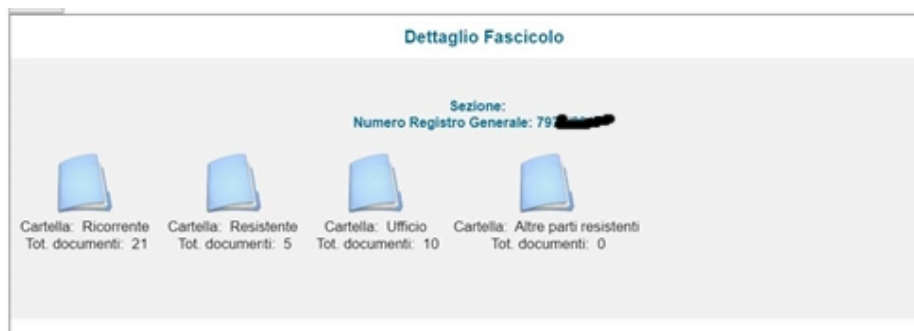 Dettaglio Fascicolo
Sezione:
Numero Registro Generale: 797
Cartella: Ricorrente
Tot. documenti: 21
Cartella: Resistente
Tot. documenti: 5
Cartella: Ufficio
Tot. documenti: 10
Cartella: Altre parti resistenti
Tot. documenti: 0